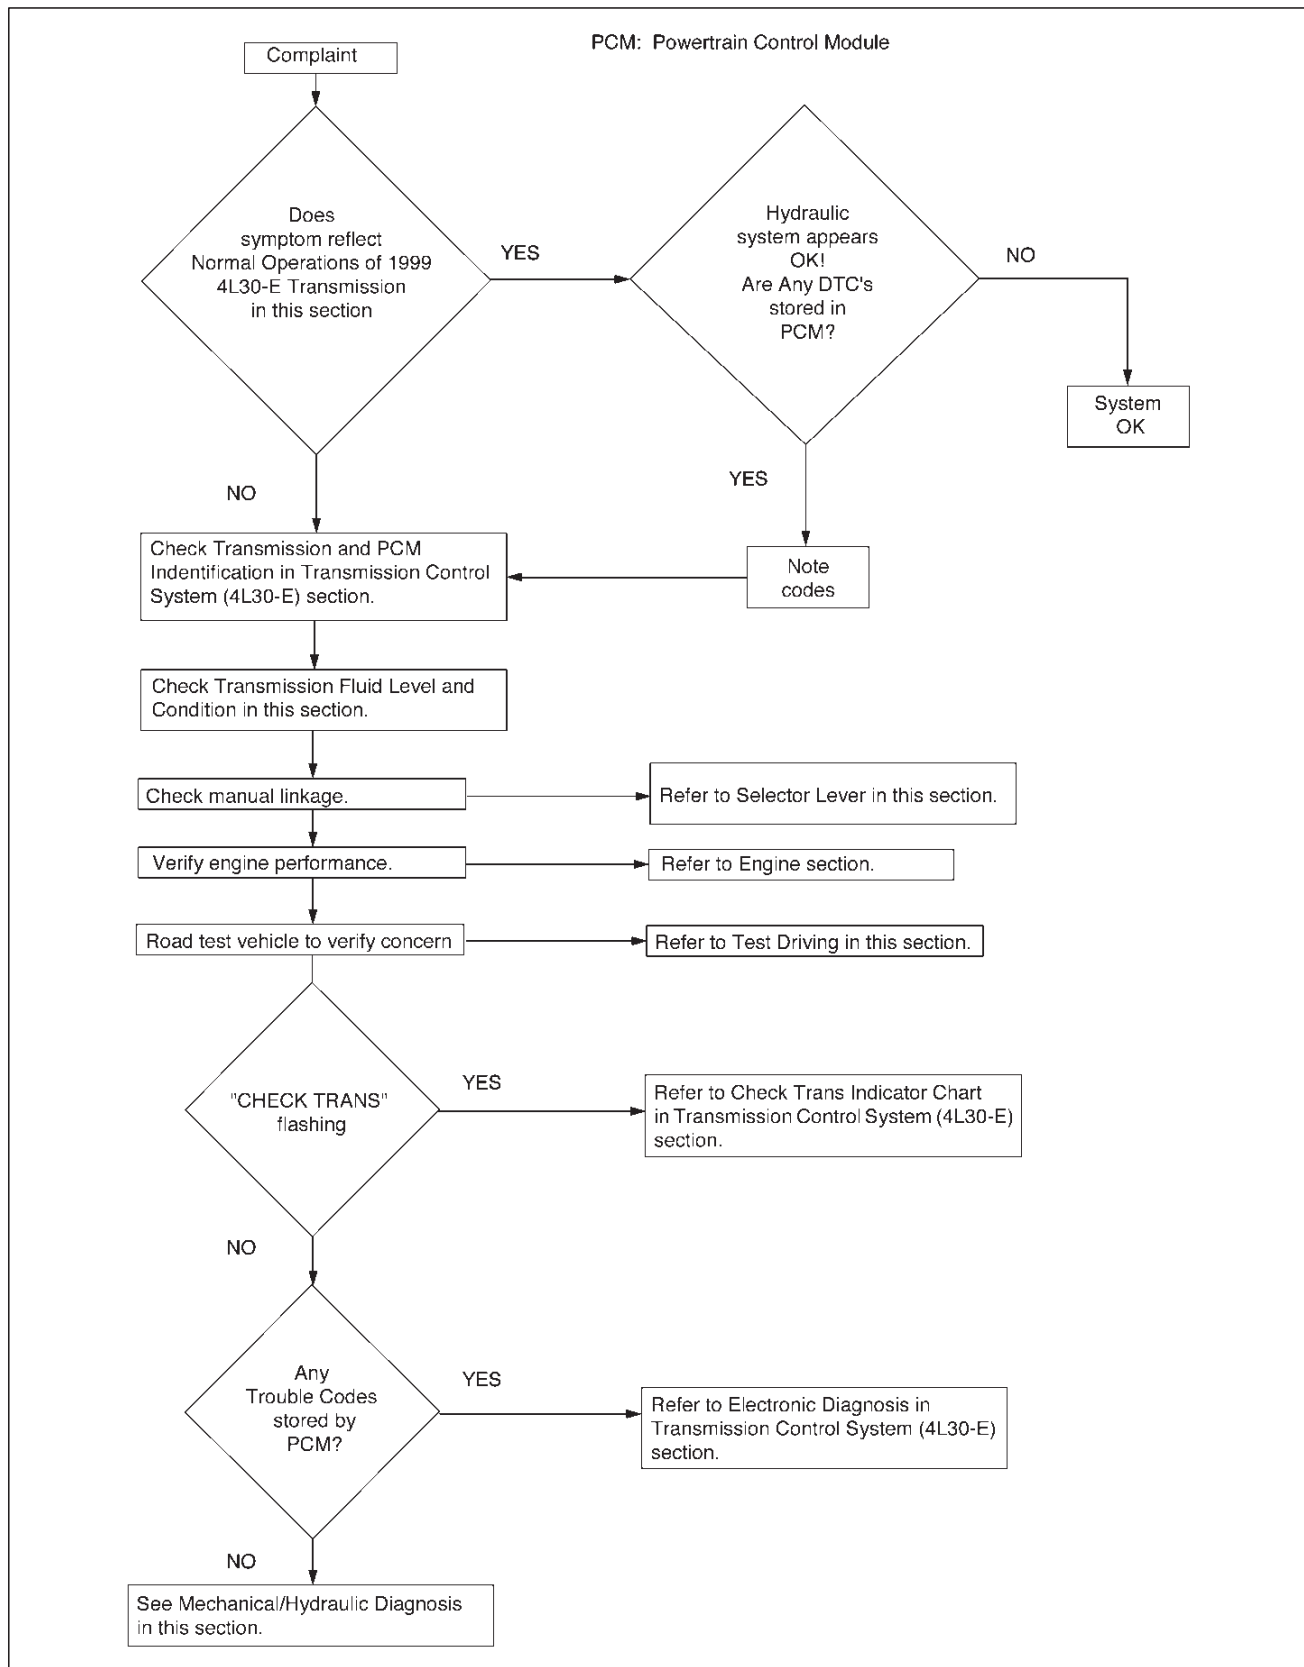 PCM: Powertrain Control Module
Complaint
Does
symptom reflect
Normal Operations of 1999
4L30-E Transmission
in this section
YES
Hydraulic
system appears
OK!
Are Any DTC's
stored in
PCM?
NO
System
OK
YES
Note
codes
NO
Check Transmission and PCM
Indentification in Transmission Control
System (4L30-E) section.
Check Transmission Fluid Level and
Condition in this section.
Check manual linkage.
Refer to Selector Lever in this section.
Verify engine performance.
Refer to Engine section.
Road test vehicle to verify concern
Refer to Test Driving in this section.
"CHECK TRANS"
flashing
YES
Refer to Check Trans Indicator Chart
in Transmission Control System (4L30-E)
section.
NO
Any
Trouble Codes
stored by
PCM?
YES
Refer to Electronic Diagnosis in
Transmission Control System (4L30-E)
section.
NO
See Mechanical/Hydraulic Diagnosis
in this section.